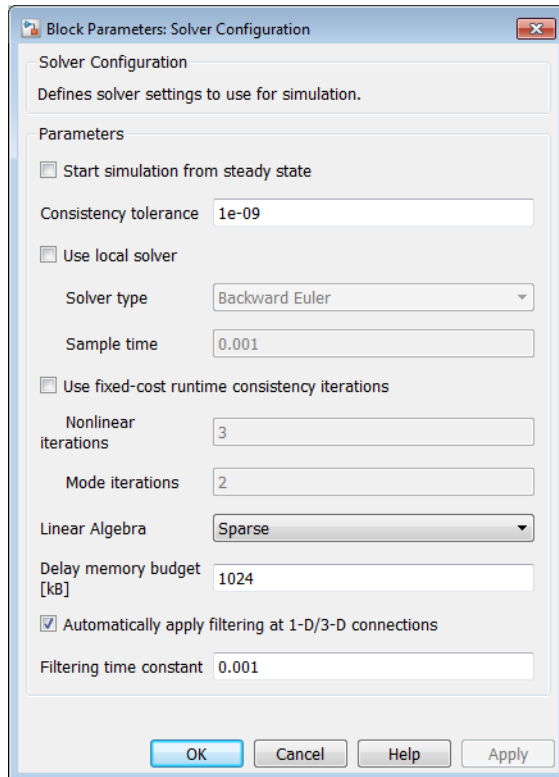 Block Parameters: Solver Configuration
Solver Configuration
Defines solver settings to use for simulation.
Parameters
Start simulation from steady state
Consistency tolerance 1e-09
Use local solver
Solver type Backward Euler
Sample time 0.001
Use fixed-cost runtime consistency iterations
Nonlinear
iterations 3
Mode iterations 2
Linear Algebra Sparse
Delay memory budget
[kB] 1024
Automatically apply filtering at 1-D/3-D connections
Filtering time constant 0.001
OK Cancel Help Apply